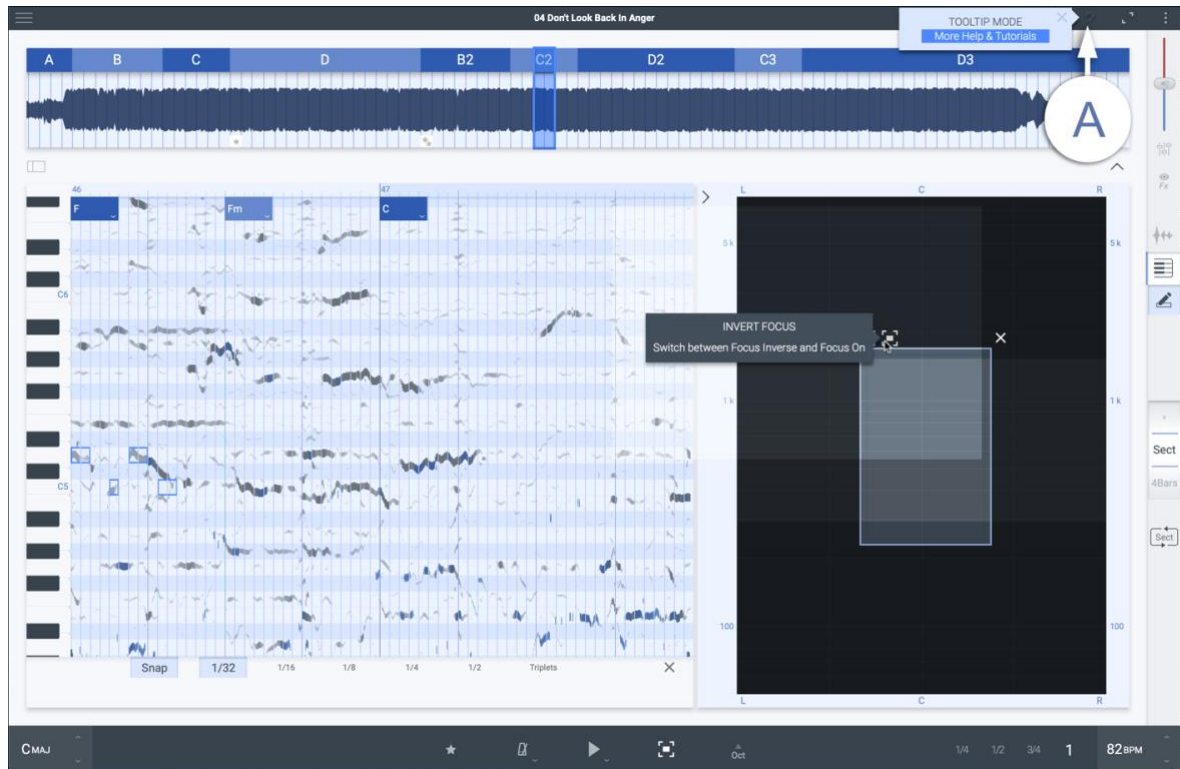 04 Don't Look Back In Anger
TOOLTIP MODE
More Help & Tutorials
A B C D B2 C2 D2 C3 D3
A
Fx
46 47
F Fm C
C6
C5
L C R
5 k 5 k
INVERT FOCUS
Switch between Focus Inverse and Focus On
1 k 1 k
Sect
4Bars
Sect
100 100
L C R
Snap 1/32 1/16 1/8 1/4 1/2 Triplets
CMAJ Oct 1/4 1/2 3/4 1 82BPM